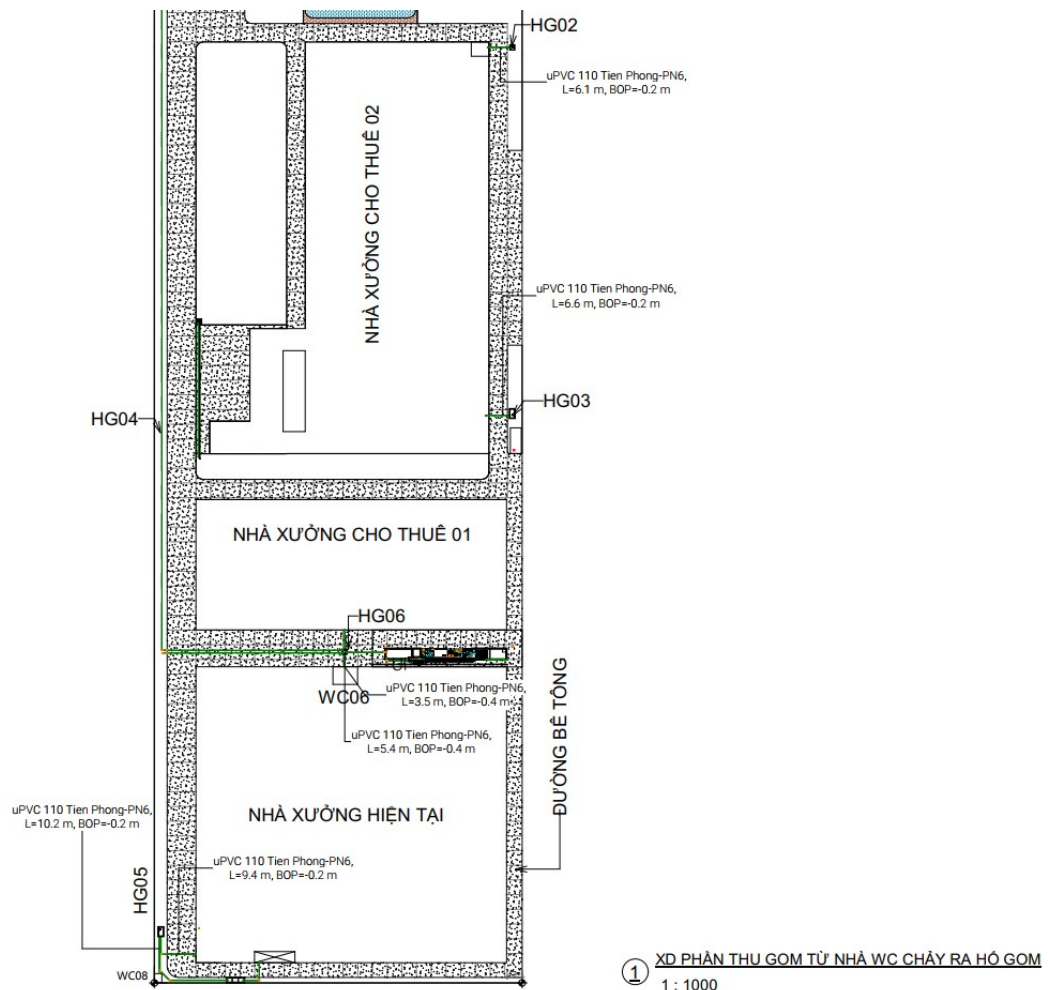 HG02
uPVC 110 Tien Phong-PN6,
L=6.1 m, BOP=-0.2 m
NHÀ XƯỞNG CHO THUÊ 02
uPVC 110 Tien Phong-PN6,
L=6.6 m, BOP=-0.2 m
HG03
HG04
NHÀ XƯỞNG CHO THUÊ 01
HG06
WC06
uPVC 110 Tien Phong-PN6,
L=3.5 m, BOP=-0.4 m
uPVC 110 Tien Phong-PN6,
L=5.4 m, BOP=-0.4 m
ĐƯỜNG BÊ TÔNG
NHÀ XƯỞNG HIỆN TẠI
uPVC 110 Tien Phong-PN6,
L=10.2 m, BOP=-0.2 m
uPVC 110 Tien Phong-PN6,
L=9.4 m, BOP=-0.2 m
HG05
WC08
1
XD PHẦN THU GOM TỪ NHÀ WC CHẢY RA HỐ GOM
1 : 1000